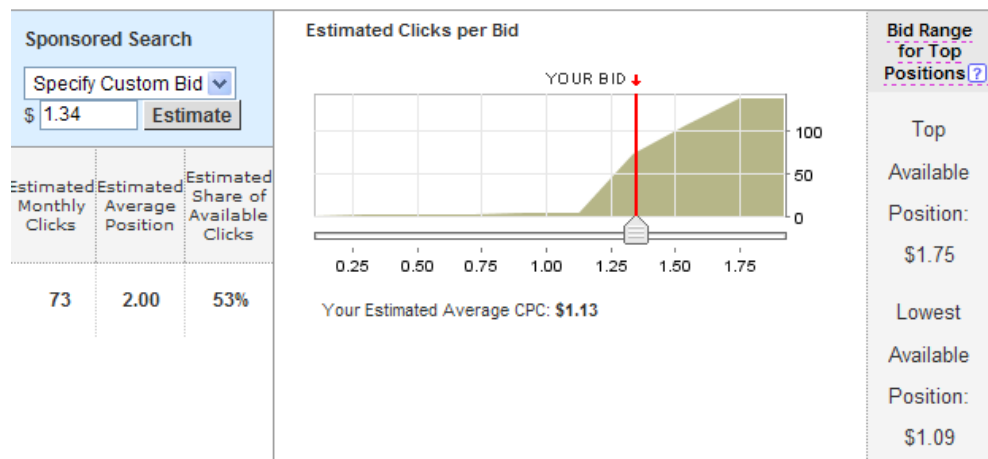 Sponsored Search
Specify Custom Bid
$ 1.34 Estimate
Estimated
Monthly
Clicks
Estimated
Average
Position
Estimated
Share of
Available
Clicks
73 2.00 53%
Estimated Clicks per Bid
YOUR BID
100
50
0
0.25 0.50 0.75 1.00 1.25 1.50 1.75
Your Estimated Average CPC: $1.13
Bid Range
for Top
Positions ?
Top
Available
Position:
$1.75
Lowest
Available
Position:
$1.09